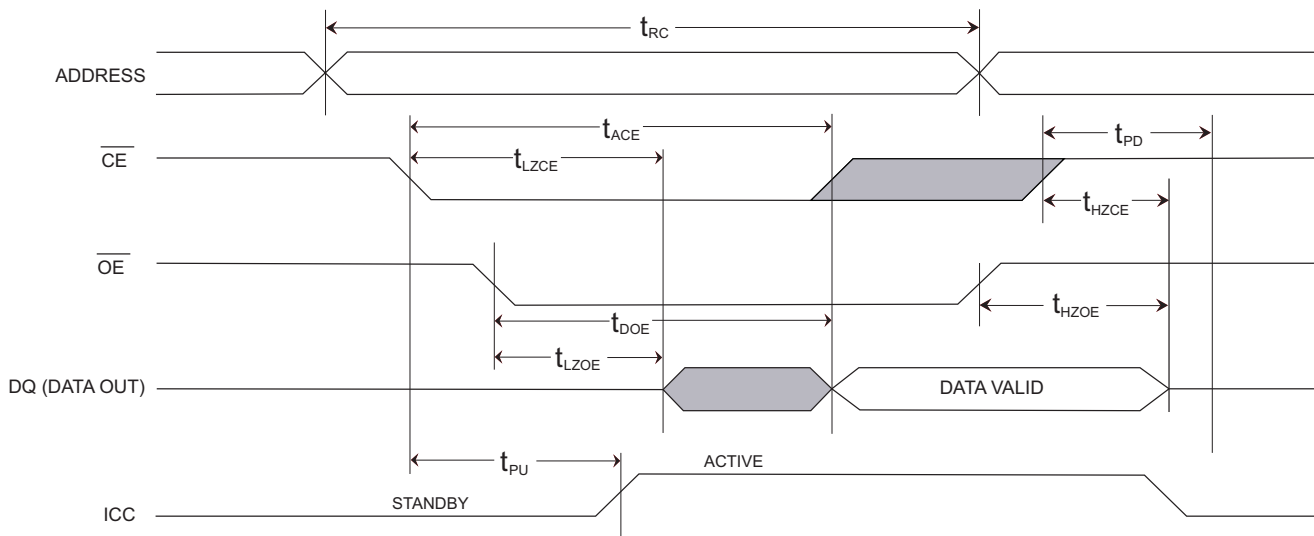 tRC
ADDRESS
tACE
tPD
CE
tLZCE
tHZCE
OE
tHZOE
tDOE
tLZOE
DQ (DATA OUT)
DATA VALID
tPU
ACTIVE
STANDBY
ICC